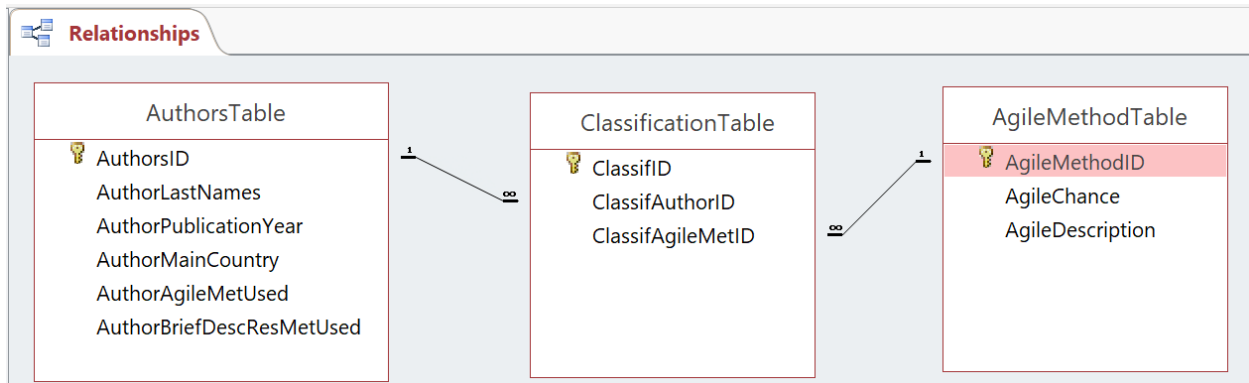 Relationships
AuthorsTable
AuthorsID
AuthorLastNames
AuthorPublicationYear
AuthorMainCountry
AuthorAgileMetUsed
AuthorBriefDescResMetUsed
1
∞
ClassificationTable
ClassifID
ClassifAuthorID
ClassifAgileMetID
1
∞
AgileMethodTable
AgileMethodID
AgileChance
AgileDescription